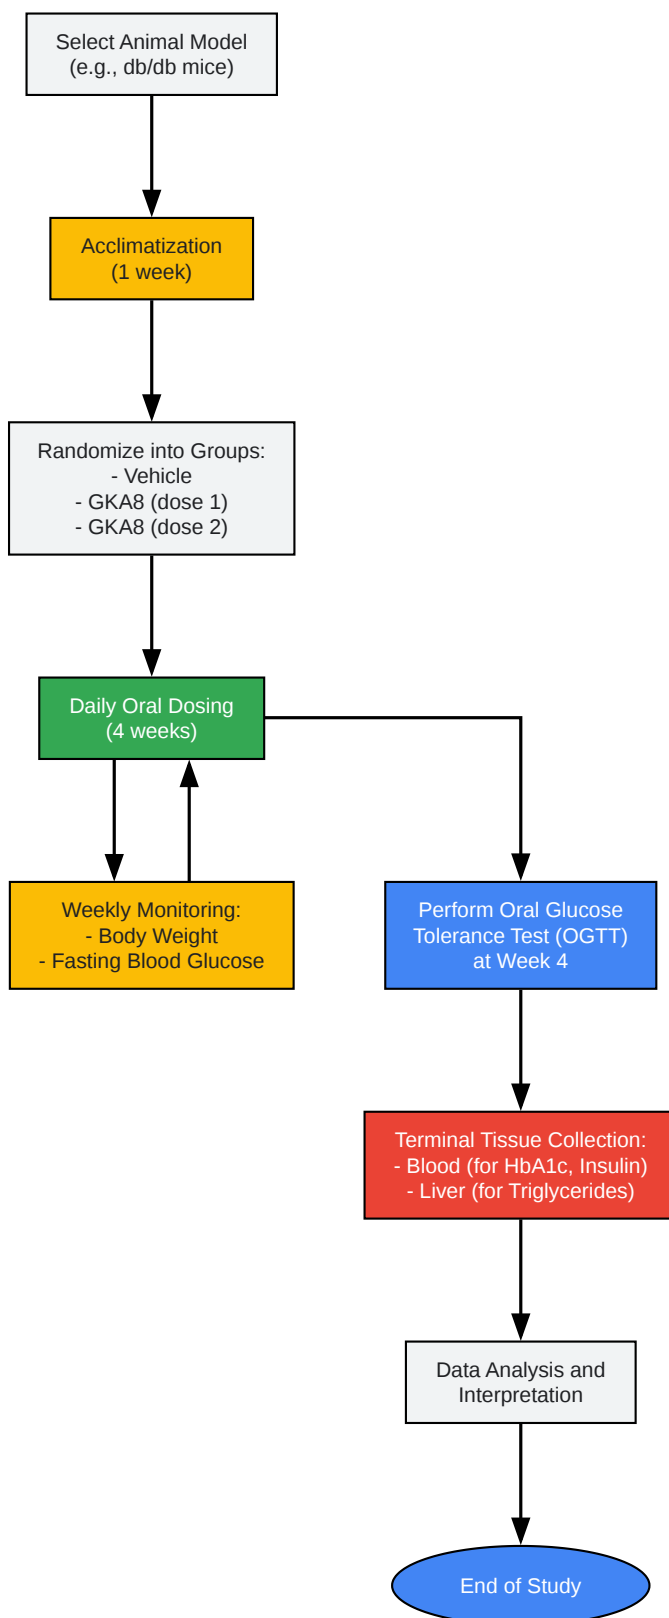 Select Animal Model
(e.g., db/db mice)
Acclimatization
(1 week)
Randomize into Groups:
- Vehicle
- GKA8 (dose 1)
- GKA8 (dose 2)
Daily Oral Dosing
(4 weeks)
Weekly Monitoring:
- Body Weight
- Fasting Blood Glucose
Perform Oral Glucose
Tolerance Test (OGTT)
at Week 4
Terminal Tissue Collection:
- Blood (for HbA1c, Insulin)
- Liver (for Triglycerides)
Data Analysis and
Interpretation
End of Study